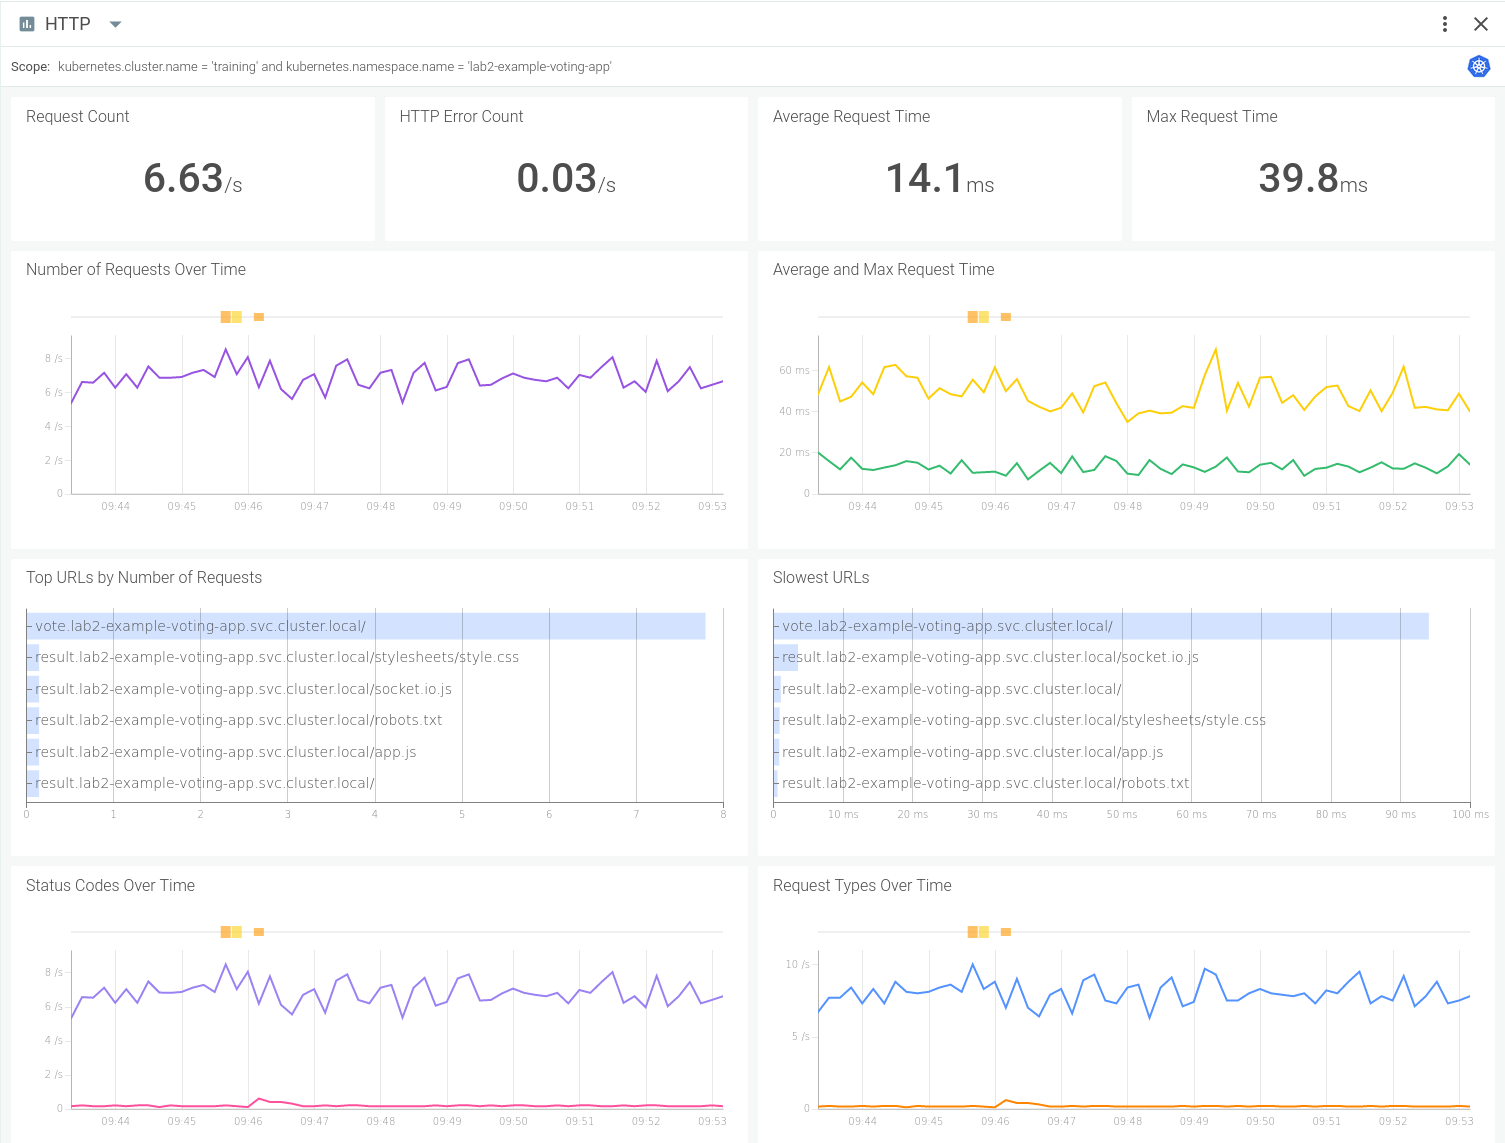 HTTP
Scope: kubernetes.cluster.name = 'training' and kubernetes.namespace.name = 'lab2-example-voting-app'
Request Count
6.63/s
HTTP Error Count
0.03/s
Average Request Time
14.1ms
Max Request Time
39.8ms
Number of Requests Over Time
8 /s
6 /s
4 /s
2 /s
0
09:44 09:45 09:46 09:47 09:48 09:49 09:50 09:51 09:52 09:53
Average and Max Request Time
60 ms
40 ms
20 ms
0
09:44 09:45 09:46 09:47 09:48 09:49 09:50 09:51 09:52 09:53
Top URLs by Number of Requests
vote.lab2-example-voting-app.svc.cluster.local/
result.lab2-example-voting-app.svc.cluster.local/stylesheets/style.css
result.lab2-example-voting-app.svc.cluster.local/socket.io.js
result.lab2-example-voting-app.svc.cluster.local/robots.txt
result.lab2-example-voting-app.svc.cluster.local/app.js
result.lab2-example-voting-app.svc.cluster.local/
0 1 2 3 4 5 6 7 8
Slowest URLs
vote.lab2-example-voting-app.svc.cluster.local/
result.lab2-example-voting-app.svc.cluster.local/socket.io.js
result.lab2-example-voting-app.svc.cluster.local/
result.lab2-example-voting-app.svc.cluster.local/stylesheets/style.css
result.lab2-example-voting-app.svc.cluster.local/app.js
result.lab2-example-voting-app.svc.cluster.local/robots.txt
0 10 ms 20 ms 30 ms 40 ms 50 ms 60 ms 70 ms 80 ms 90 ms 100 ms
Status Codes Over Time
8 /s
6 /s
4 /s
2 /s
0
09:44 09:45 09:46 09:47 09:48 09:49 09:50 09:51 09:52 09:53
Request Types Over Time
10 /s
5 /s
0
09:44 09:45 09:46 09:47 09:48 09:49 09:50 09:51 09:52 09:53